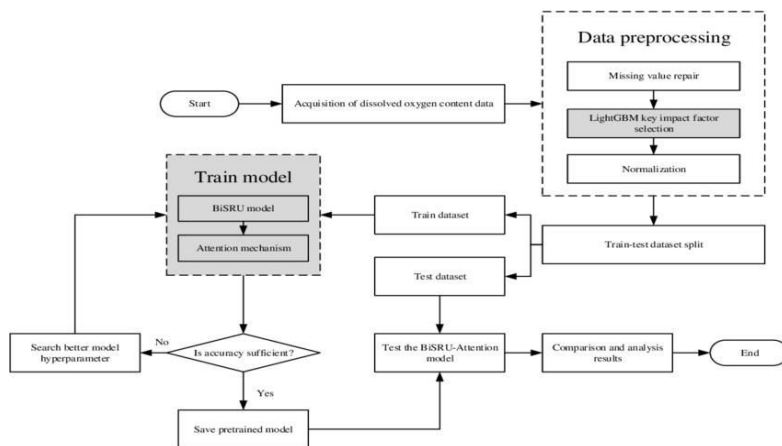 Data preprocessing
Missing value repair
Start
Acquisition of dissolved oxygen content data
LightGBM key impact factor
selection
Normalization
Train model
BiSRU model
Attention mechanism
Train dataset
Train-test dataset split
Test dataset
Search better model
hyperparameter
No
Is accuracy sufficient?
Test the BiSRU-Attention
model
Comparison and analysis
results
End
Yes
Save pretrained model